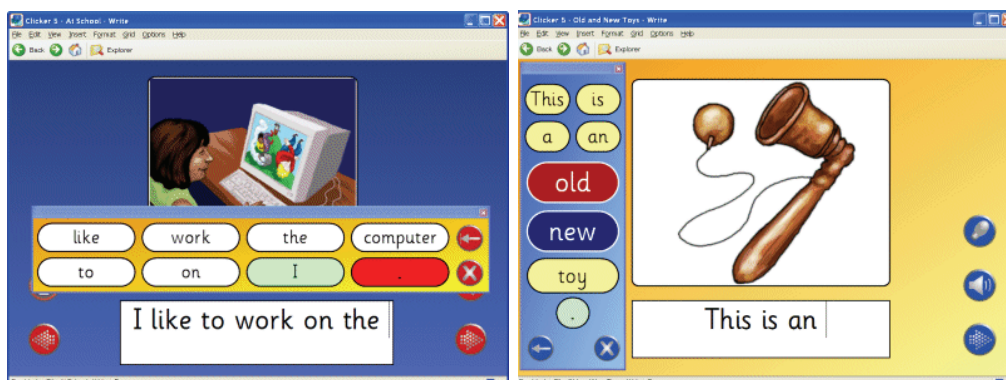 Clicker 5 - At School - Write
File Edit View Insert Format Grid Options Help
Back Explorer
like work the computer
to on I .
I like to work on the
Clicker 5 - Old and New Toys - Write
File Edit View Insert Format Grid Options Help
Back Explorer
This is
a an
old
new
toy
.
This is an